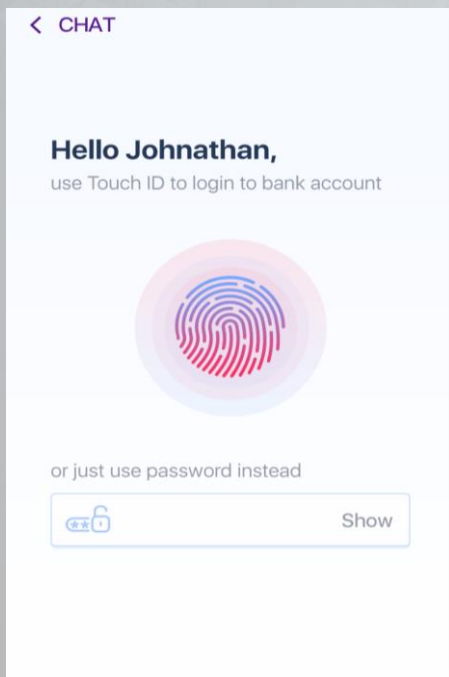 CHAT
Hello Johnathan,
use Touch ID to login to bank account
or just use password instead
Show